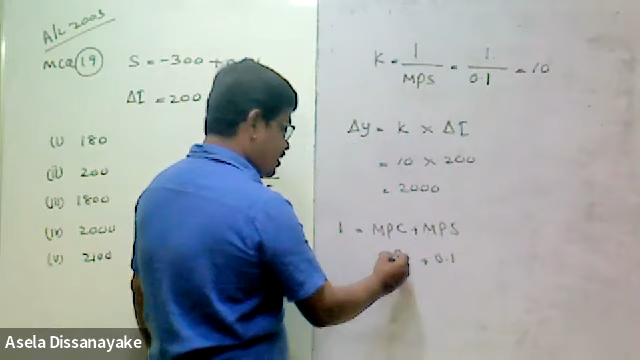 A/L 2003
MCQ 19 S = -300 +
ΔI = 200
(i) 180
(ii) 200
(iii) 1800
(iv) 2000
(v) 2100
K = 1/MPS = 1/0.1 = 10
Δy = K × ΔI
= 10 × 200
= 2000
1 = MPC + MPS
+ 0.1
Asela Dissanayake